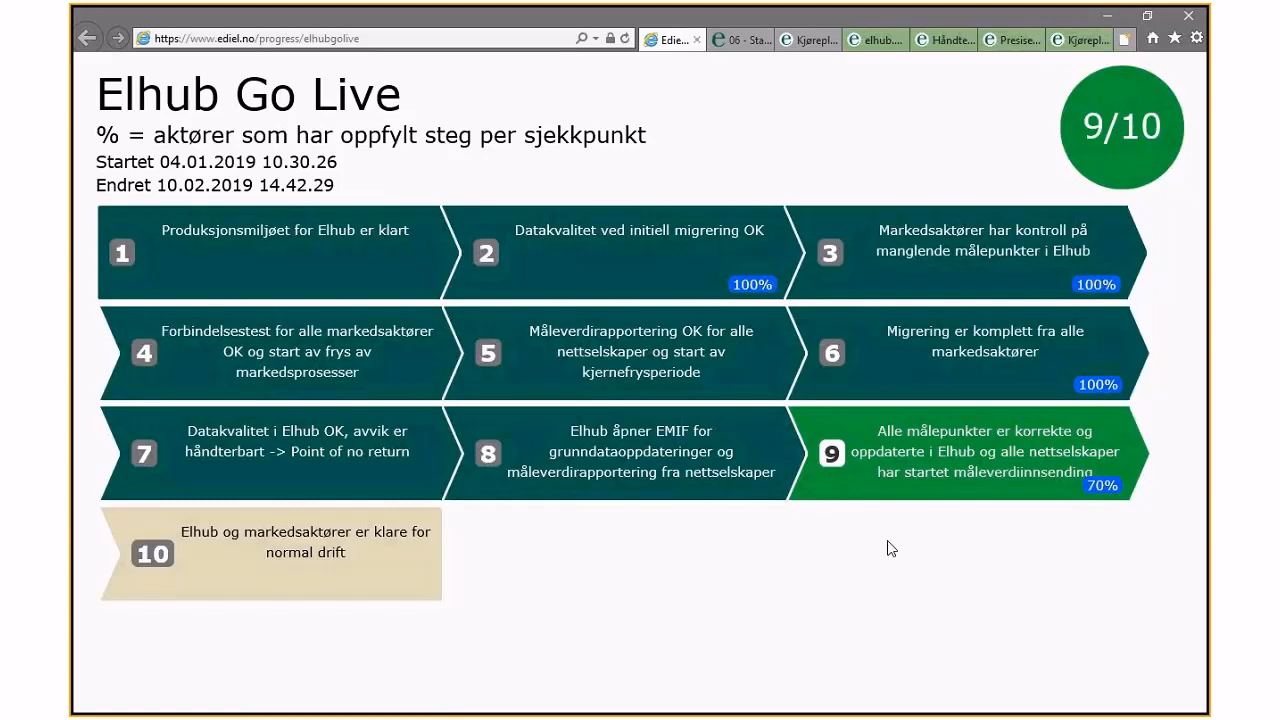 https://www.ediel.no/progress/elhubgolive
Edie...
06 - Sta...
Kjørepl...
elhub....
Håndte...
Presise...
Kjørepl...
Elhub Go Live
9/10
% = aktører som har oppfylt steg per sjekkpunkt
Startet 04.01.2019 10.30.26
Endret 10.02.2019 14.42.29
1
Produksjonsmiljøet for Elhub er klart
2
Datakvalitet ved initiell migrering OK
100%
3
Markedsaktører har kontroll på
manglende målepunkter i Elhub
100%
4
Forbindelsestest for alle markedsaktører
OK og start av frys av
markedsprosesser
5
Måleverdirapportering OK for alle
nettselskaper og start av
kjernefrysperiode
6
Migrering er komplett fra alle
markedsaktører
100%
7
Datakvalitet i Elhub OK, avvik er
håndterbart -> Point of no return
8
Elhub åpner EMIF for
grunndataoppdateringer og
måleverdirapportering fra nettselskaper
9
Alle målepunkter er korrekte og
oppdaterte i Elhub og alle nettselskaper
har startet måleverdiinnsending
70%
10
Elhub og markedsaktører er klare for
normal drift